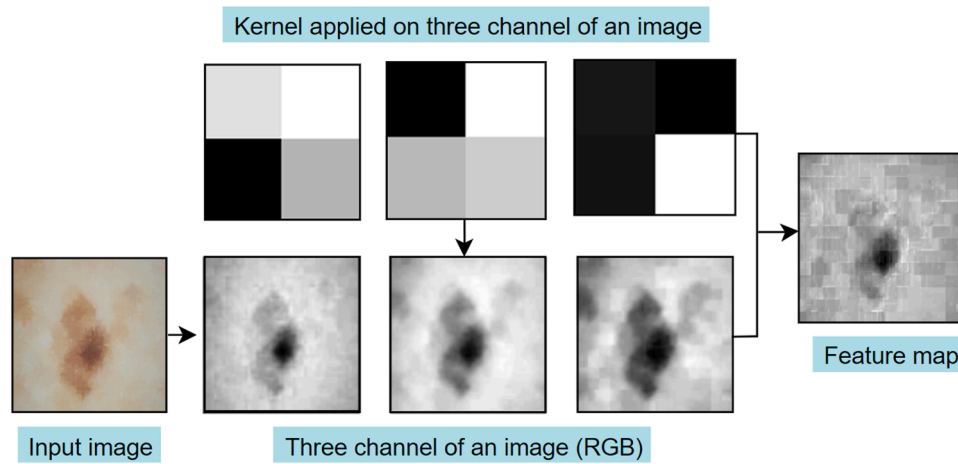 Kernel applied on three channel of an image
Feature map
Input image
Three channel of an image (RGB)